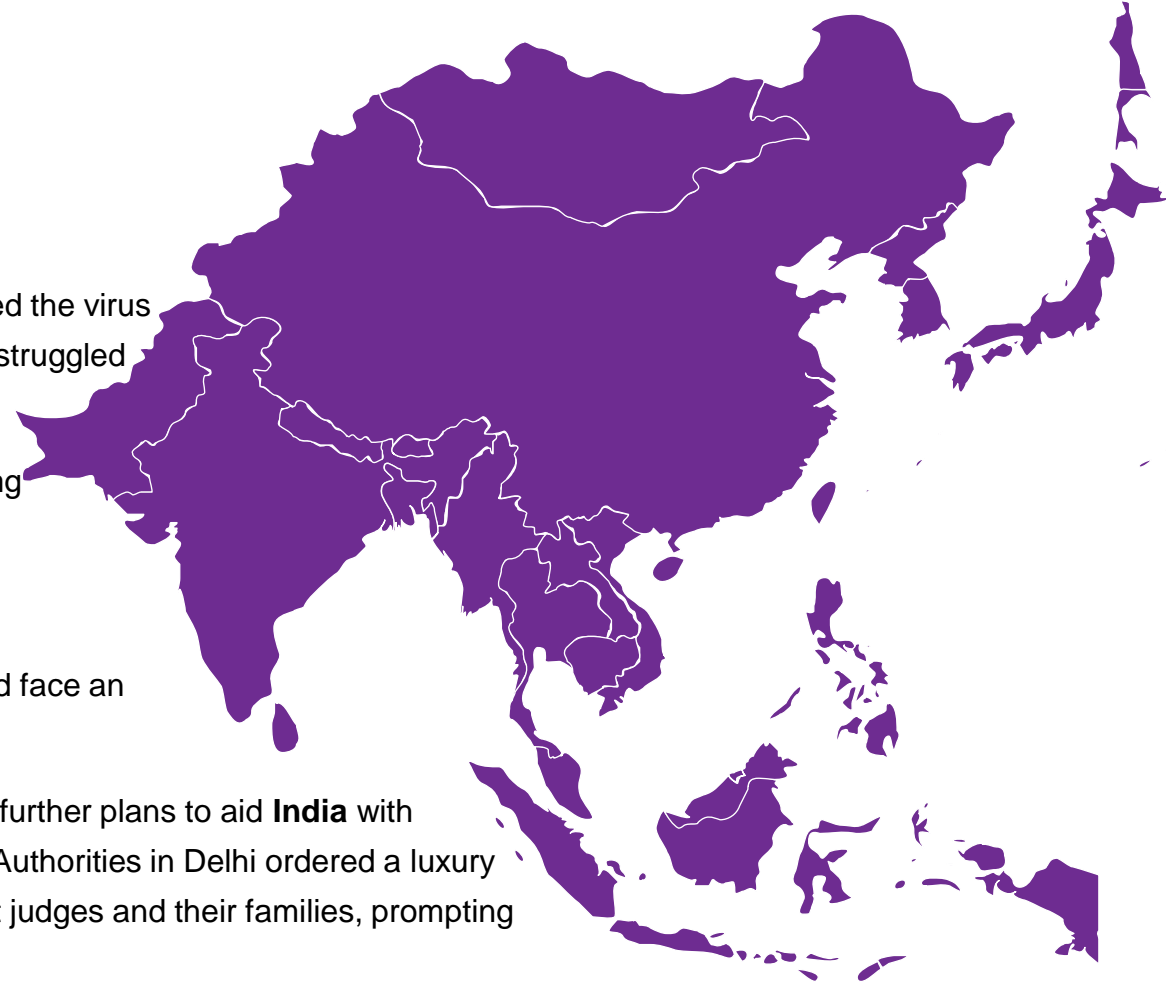 ed the virus
struggled
ng
d face an
further plans to aid India with
Authorities in Delhi ordered a luxury
judges and their families, prompting